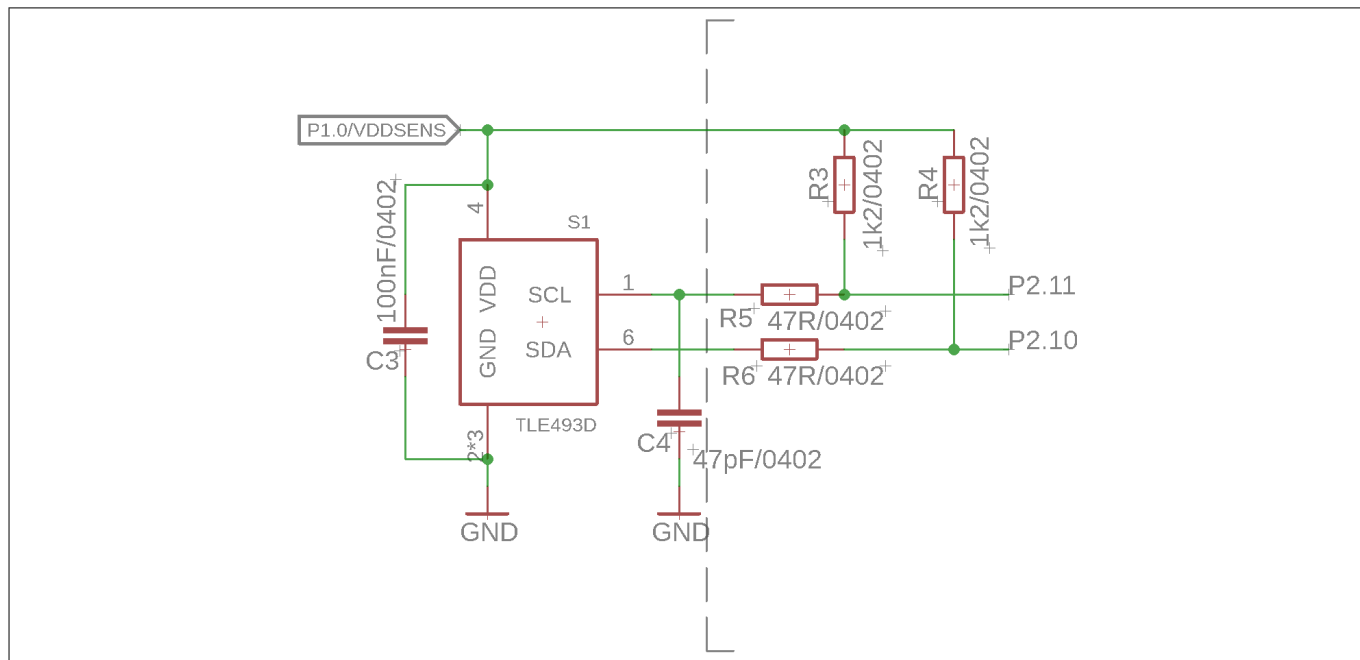 P1.0/VDDSENS
100nF/0402
C3
4
S1
VDD
GND
SCL
SDA
1
6
2*3
TLE493D
GND
C4
47pF/0402
GND
R3
1k2/0402
R4
1k2/0402
R5
47R/0402
R6
47R/0402
P2.11
P2.10